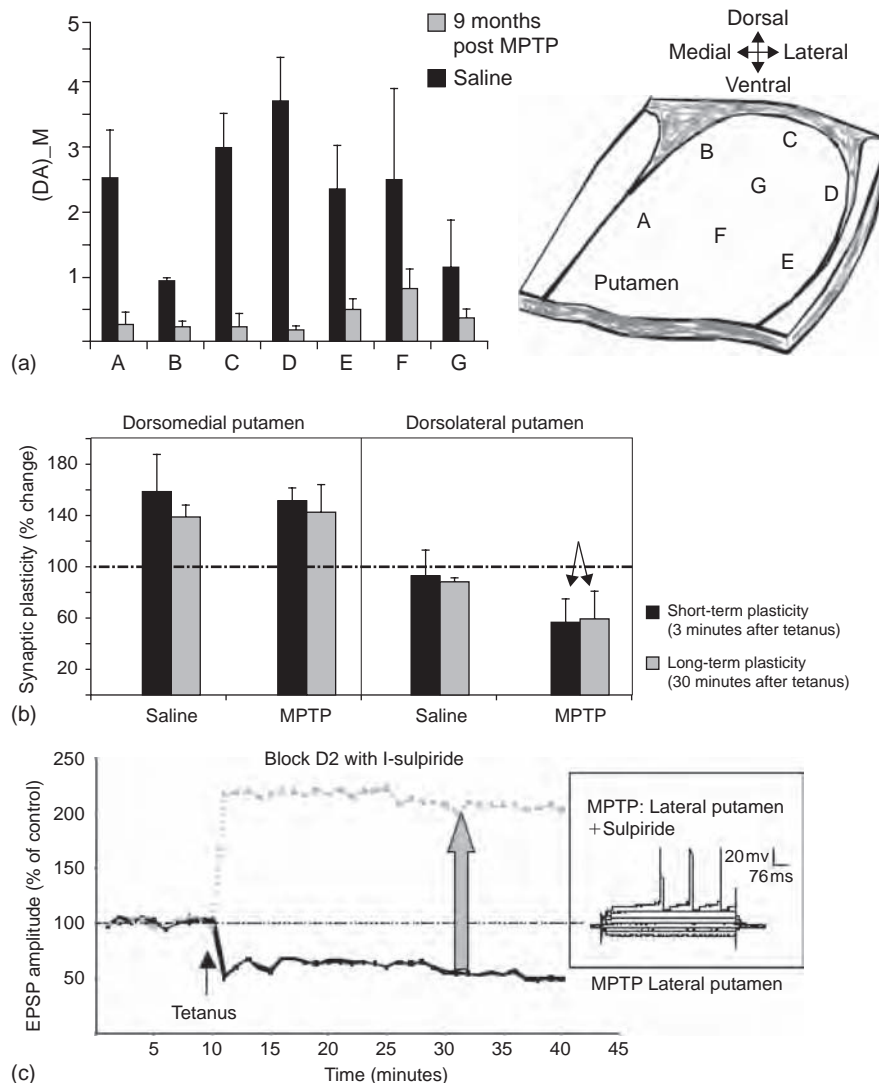 5
4
3
2
1
(DA)_M
A B C D E F G
(a)
9 months
post MPTP
Saline
Dorsal
Medial Lateral
Ventral
B
C
G
D
A
F
E
Putamen
Dorsomedial putamen Dorsolateral putamen
Synaptic plasticity (% change)
180
140
100
60
20
Saline MPTP Saline MPTP
Short-term plasticity
(3 minutes after tetanus)
Long-term plasticity
(30 minutes after tetanus)
(b)
EPSP amplitude (% of control)
250
200
150
100
50
Block D2 with I-sulpiride
Tetanus
MPTP: Lateral putamen
+Sulpiride
20mv
76ms
MPTP Lateral putamen
5 10 15 20 25 30 35 40 45
Time (minutes)
(c)